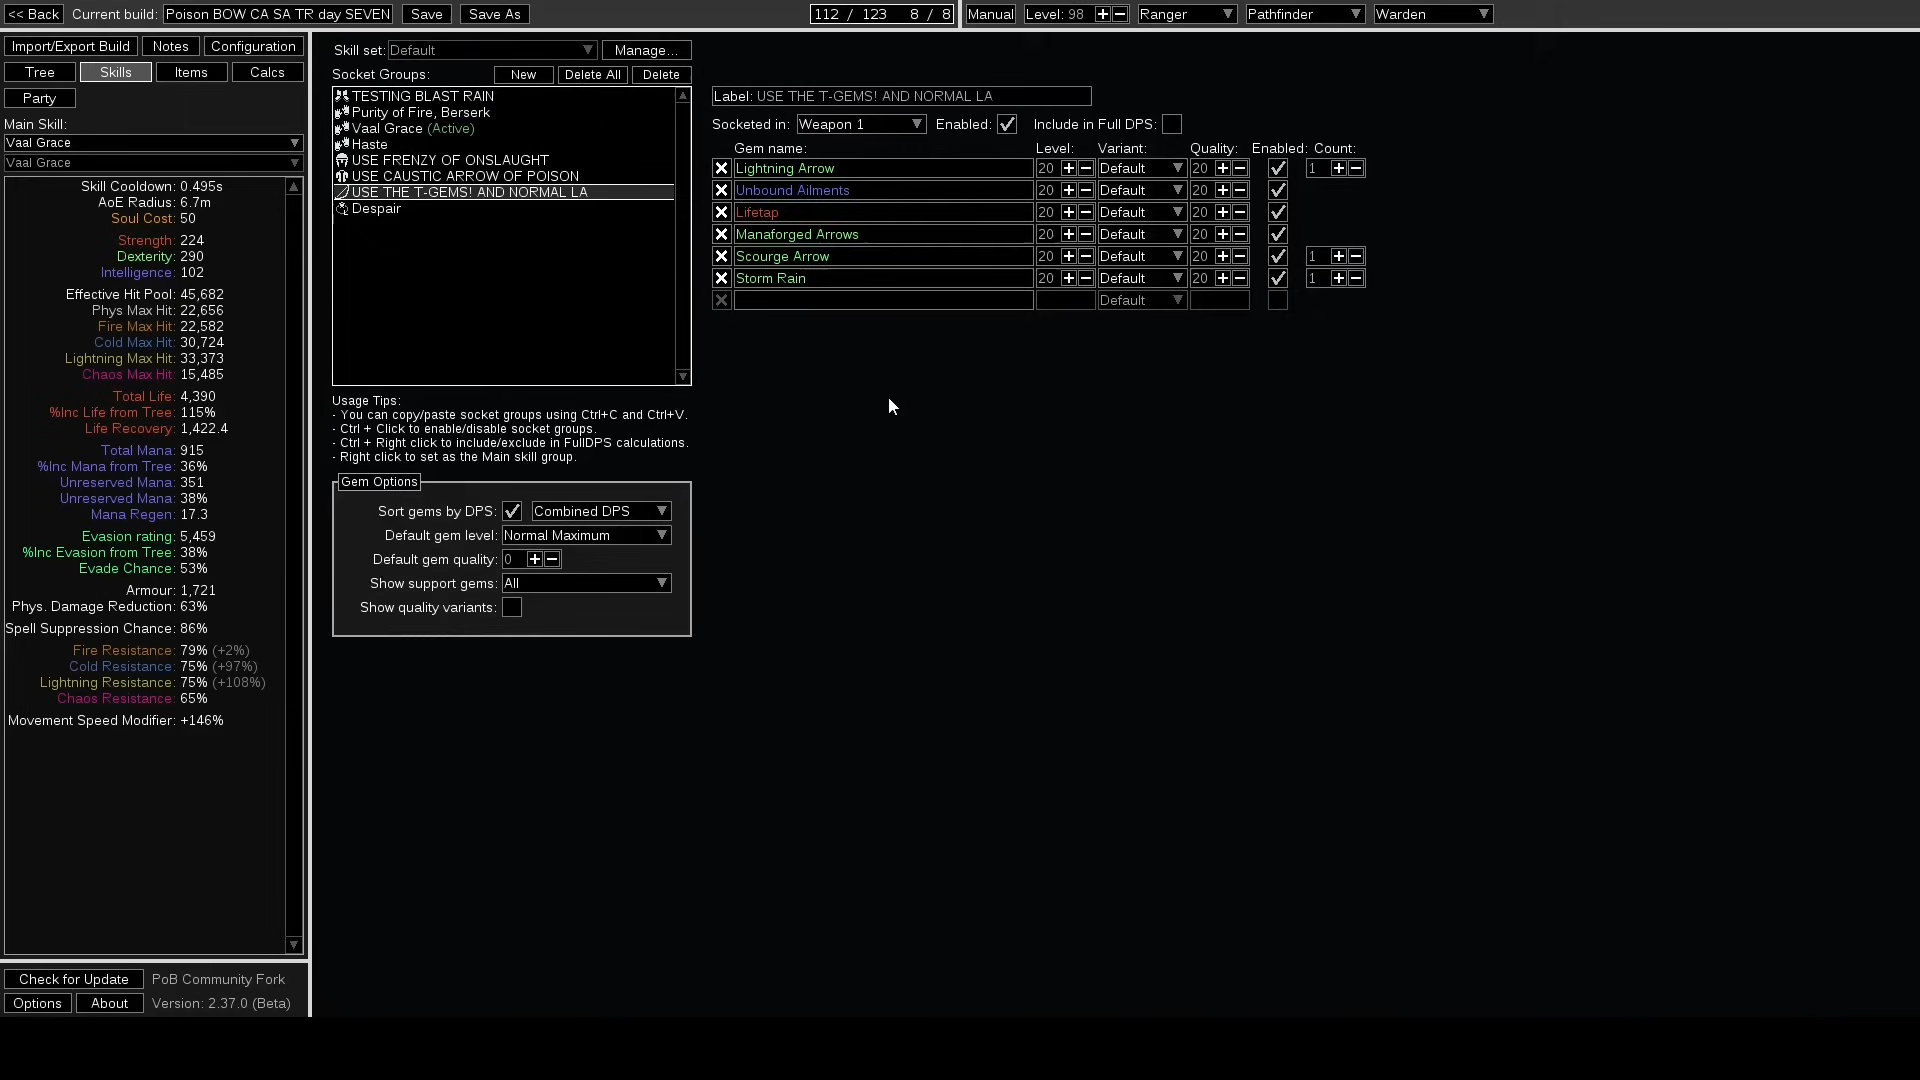 << Back Current build: Poison BOW CA SA TR day SEVEN Save Save As 112 / 123 8 / 8 Manual Level: 98 Ranger Pathfinder Warden
Import/Export Build Notes Configuration
Tree Skills Items Calcs
Party
Main Skill:
Vaal Grace
Vaal Grace
Skill Cooldown: 0.495s
AoE Radius: 6.7m
Soul Cost: 50
Strength: 224
Dexterity: 290
Intelligence: 102
Effective Hit Pool: 45,682
Phys Max Hit: 22,656
Fire Max Hit: 22,582
Cold Max Hit: 30,724
Lightning Max Hit: 33,373
Chaos Max Hit: 15,485
Total Life: 4,390
%Inc Life from Tree: 115%
Life Recovery: 1,422.4
Total Mana: 915
%Inc Mana from Tree: 36%
Unreserved Mana: 351
Unreserved Mana: 38%
Mana Regen: 17.3
Evasion rating: 5,459
%Inc Evasion from Tree: 38%
Evade Chance: 53%
Armour: 1,721
Phys. Damage Reduction: 63%
Spell Suppression Chance: 86%
Fire Resistance: 79% (+2%)
Cold Resistance: 75% (+97%)
Lightning Resistance: 75% (+108%)
Chaos Resistance: 65%
Movement Speed Modifier: +146%
Check for Update PoB Community Fork
Options About Version: 2.37.0 (Beta)
Skill set: Default Manage...
Socket Groups: New Delete All Delete
TESTING BLAST RAIN
Purity of Fire, Berserk
Vaal Grace (Active)
Haste
USE FRENZY OF ONSLAUGHT
USE CAUSTIC ARROW OF POISON
USE THE T-GEMS! AND NORMAL LA
Despair
Usage Tips:
- You can copy/paste socket groups using Ctrl+C and Ctrl+V.
- Ctrl + Click to enable/disable socket groups.
- Ctrl + Right click to include/exclude in FullDPS calculations.
- Right click to set as the Main skill group.
Gem Options
Sort gems by DPS: Combined DPS
Default gem level: Normal Maximum
Default gem quality: 0
Show support gems: All
Show quality variants:
Label: USE THE T-GEMS! AND NORMAL LA
Socketed in: Weapon 1 Enabled: Include in Full DPS:
Gem name: Level: Variant: Quality: Enabled: Count:
Lightning Arrow 20 Default 20 1
Unbound Ailments 20 Default 20
Lifetap 20 Default 20
Manaforged Arrows 20 Default 20
Scourge Arrow 20 Default 20 1
Storm Rain 20 Default 20 1
Default